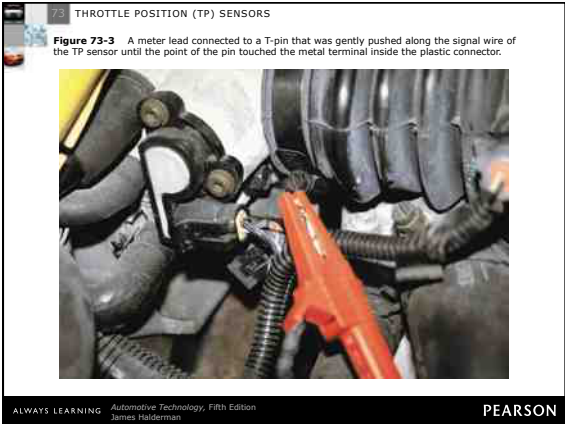 73 THROTTLE POSITION (TP) SENSORS
Figure 73-3 A meter lead connected to a T-pin that was gently pushed along the signal wire of
the TP sensor until the point of the pin touched the metal terminal inside the plastic connector.
ALWAYS LEARNING
Automotive Technology, Fifth Edition
James Halderman
PEARSON